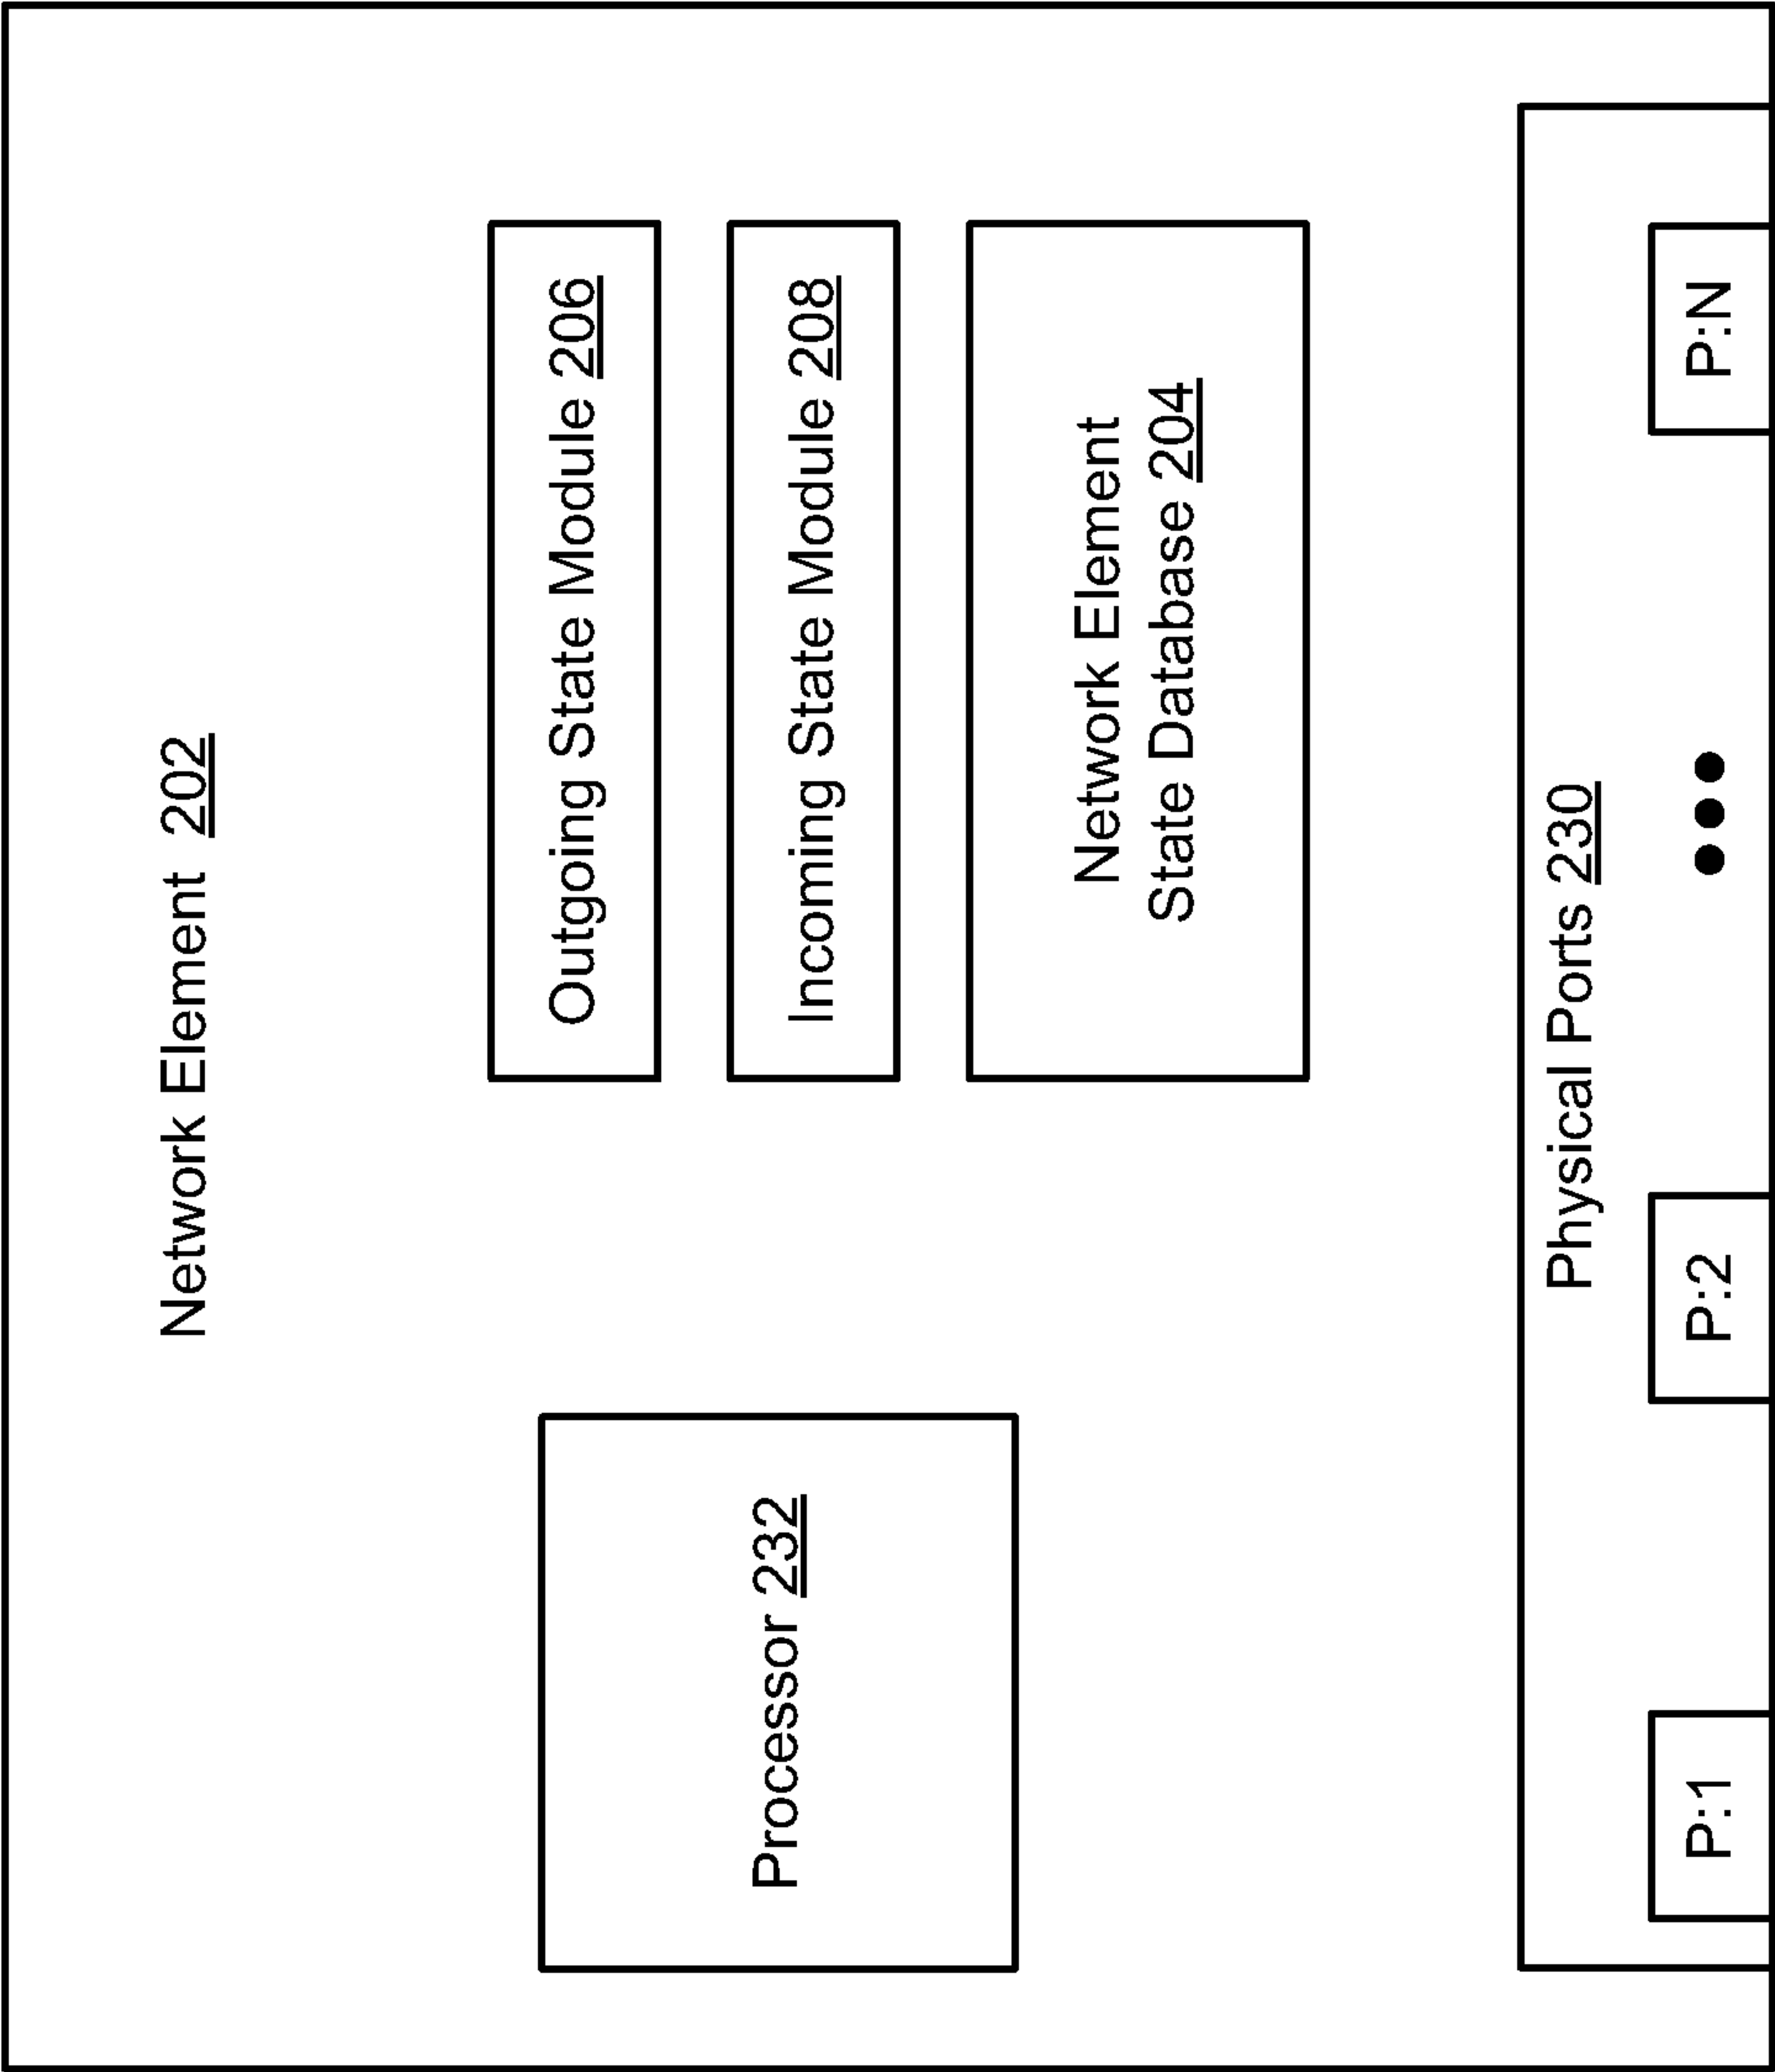 Network Element 202
Processor 232
Outgoing State Module 206
Incoming State Module 208
Network Element
State Database 204
Physical Ports 230
P:1
P:2
P:N